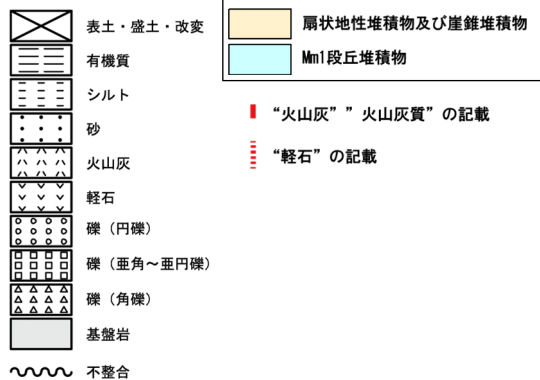 表土・盛土・改変
有機質
シルト
砂
火山灰
軽石
礫（円礫）
礫（亜角～亜円礫）
礫（角礫）
基盤岩
不整合
扇状地性堆積物及び崖錐堆積物
Mm1段丘堆積物
“火山灰””火山灰質”の記載
“軽石”の記載